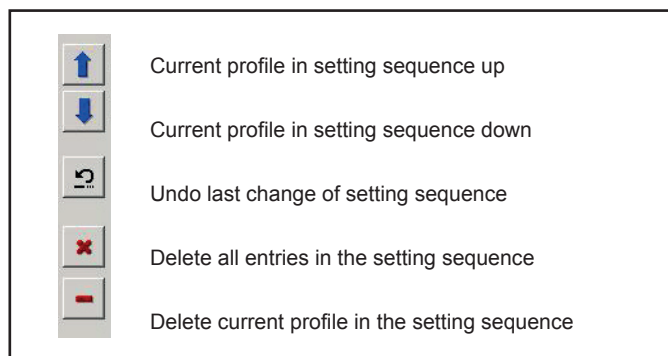 Current profile in setting sequence up
Current profile in setting sequence down
Undo last change of setting sequence
Delete all entries in the setting sequence
Delete current profile in the setting sequence